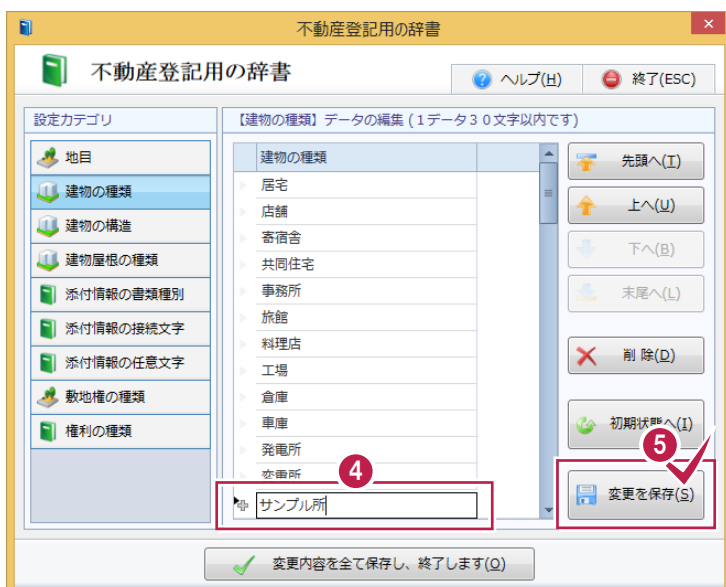 不動産登記用の辞書
不動産登記用の辞書
ヘルプ(H)
終了(ESC)
設定カテゴリ
地目
建物の種類
建物の構造
建物屋根の種類
添付情報の書類種別
添付情報の接続文字
添付情報の任意文字
敷地権の種類
権利の種類
【建物の種類】データの編集(1データ30文字以内です)
建物の種類
居宅
店舗
寄宿舎
共同住宅
事務所
旅館
料理店
工場
倉庫
車庫
発電所
変電所
4
サンプル所
先頭へ(T)
上へ(U)
下へ(B)
末尾へ(L)
削 除(D)
初期状態へ(I)
5
変更を保存(S)
変更内容を全て保存し、終了します(O)